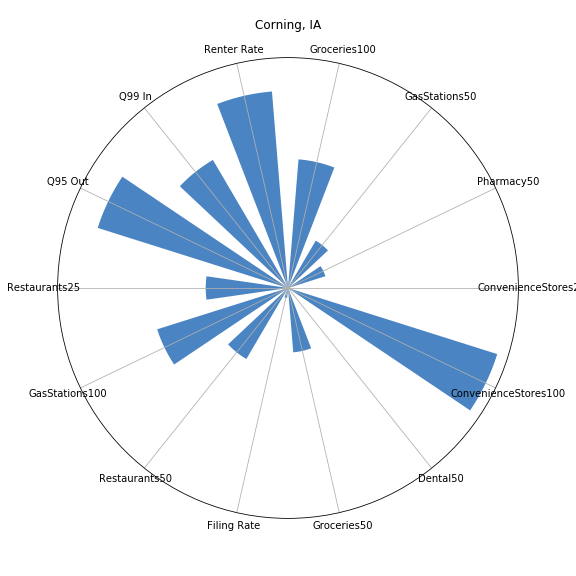 Corning, IA
Renter Rate
Groceries100
Q99 In
GasStations50
Q95 Out
Pharmacy50
Restaurants25
ConvenienceStores2
GasStations100
ConvenienceStores100
Restaurants50
Dental50
Filing Rate
Groceries50